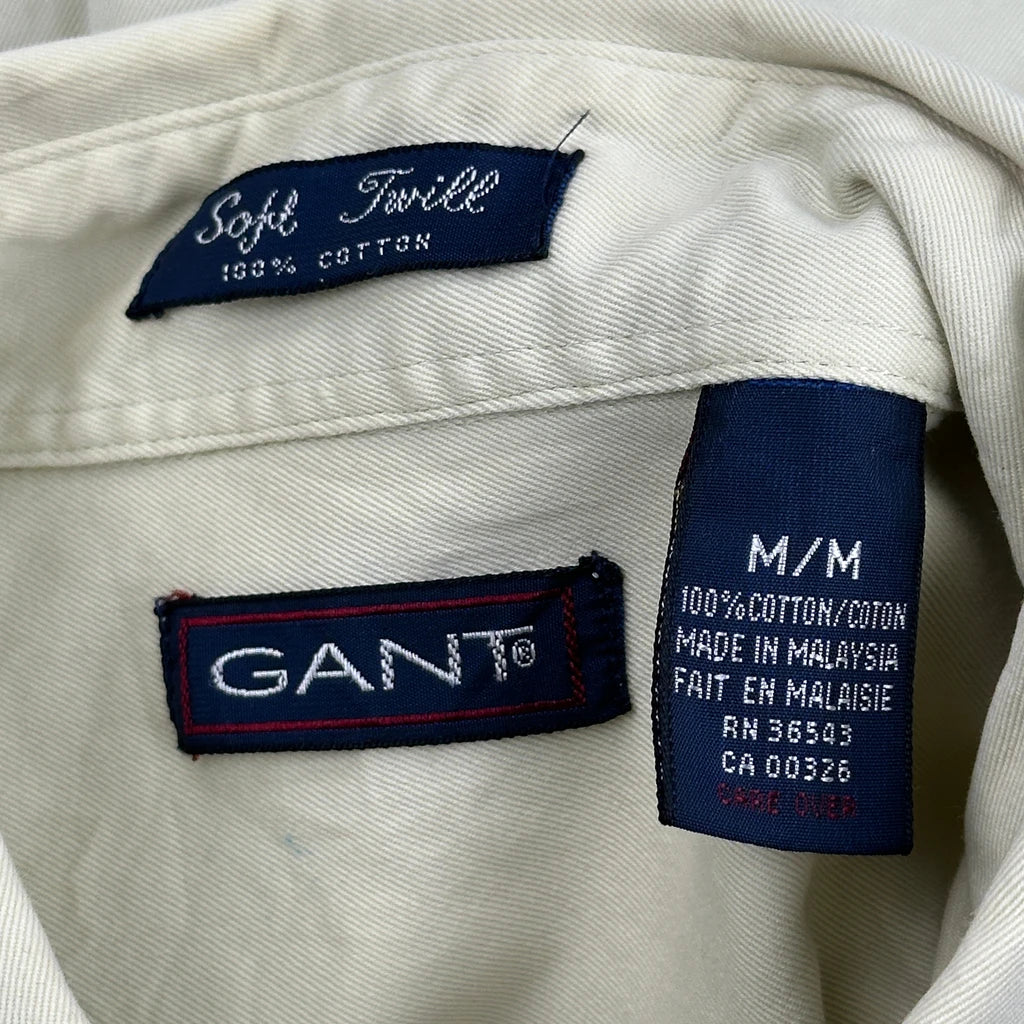 Soft Twill
100% COTTON
GANT®
M/M
100% COTTON/COTON
MADE IN MALAYSIA
FAIT EN MALAISIE
RN 36543
CA 00326
CARE OVER